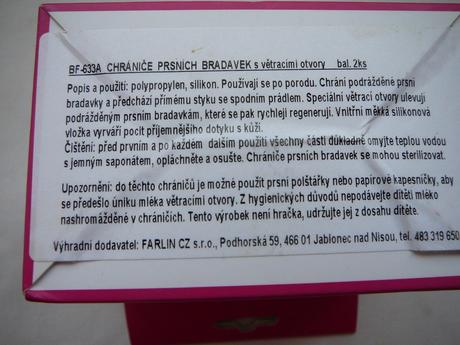 BF-633A CHRÁNIČE PRSNÍCH BRADAVEK s větracími otvory bal. 2ks
Popis a použití: polypropylen, silikon. Používají se po porodu. Chrání podrážděné prsní
bradavky a předchází přímému styku se spodním prádlem. Speciální větrací otvory ulevují
podrážděným prsním bradavkám, které se pak rychleji regenerují. Vnitřní měkká silikonová
vložka vyrváří pocit příjemnějšího dotyku s kůží.
Čištění: před prvním a po každém dalším použití všechny části důkladně omyjte teplou vodou
s jemným saponátem, opláchněte a osušte. Chrániče prsních bradavek se mohou sterilizovat.
Upozornění: do těchto chráničů je možné použít prsní polštářky nebo papírové kapesníčky, aby
se předešlo úniku mléka větracími otvory. Z hygienických důvodů nepodávejte dítěti mléko
nashromážděné v chráničích. Tento výrobek není hračka, udržujte jej z dosahu dítěte.
Výhradní dodavatel: FARLIN CZ s.r.o., Podhorská 59, 466 01 Jablonec nad Nisou, tel. 483 319 650